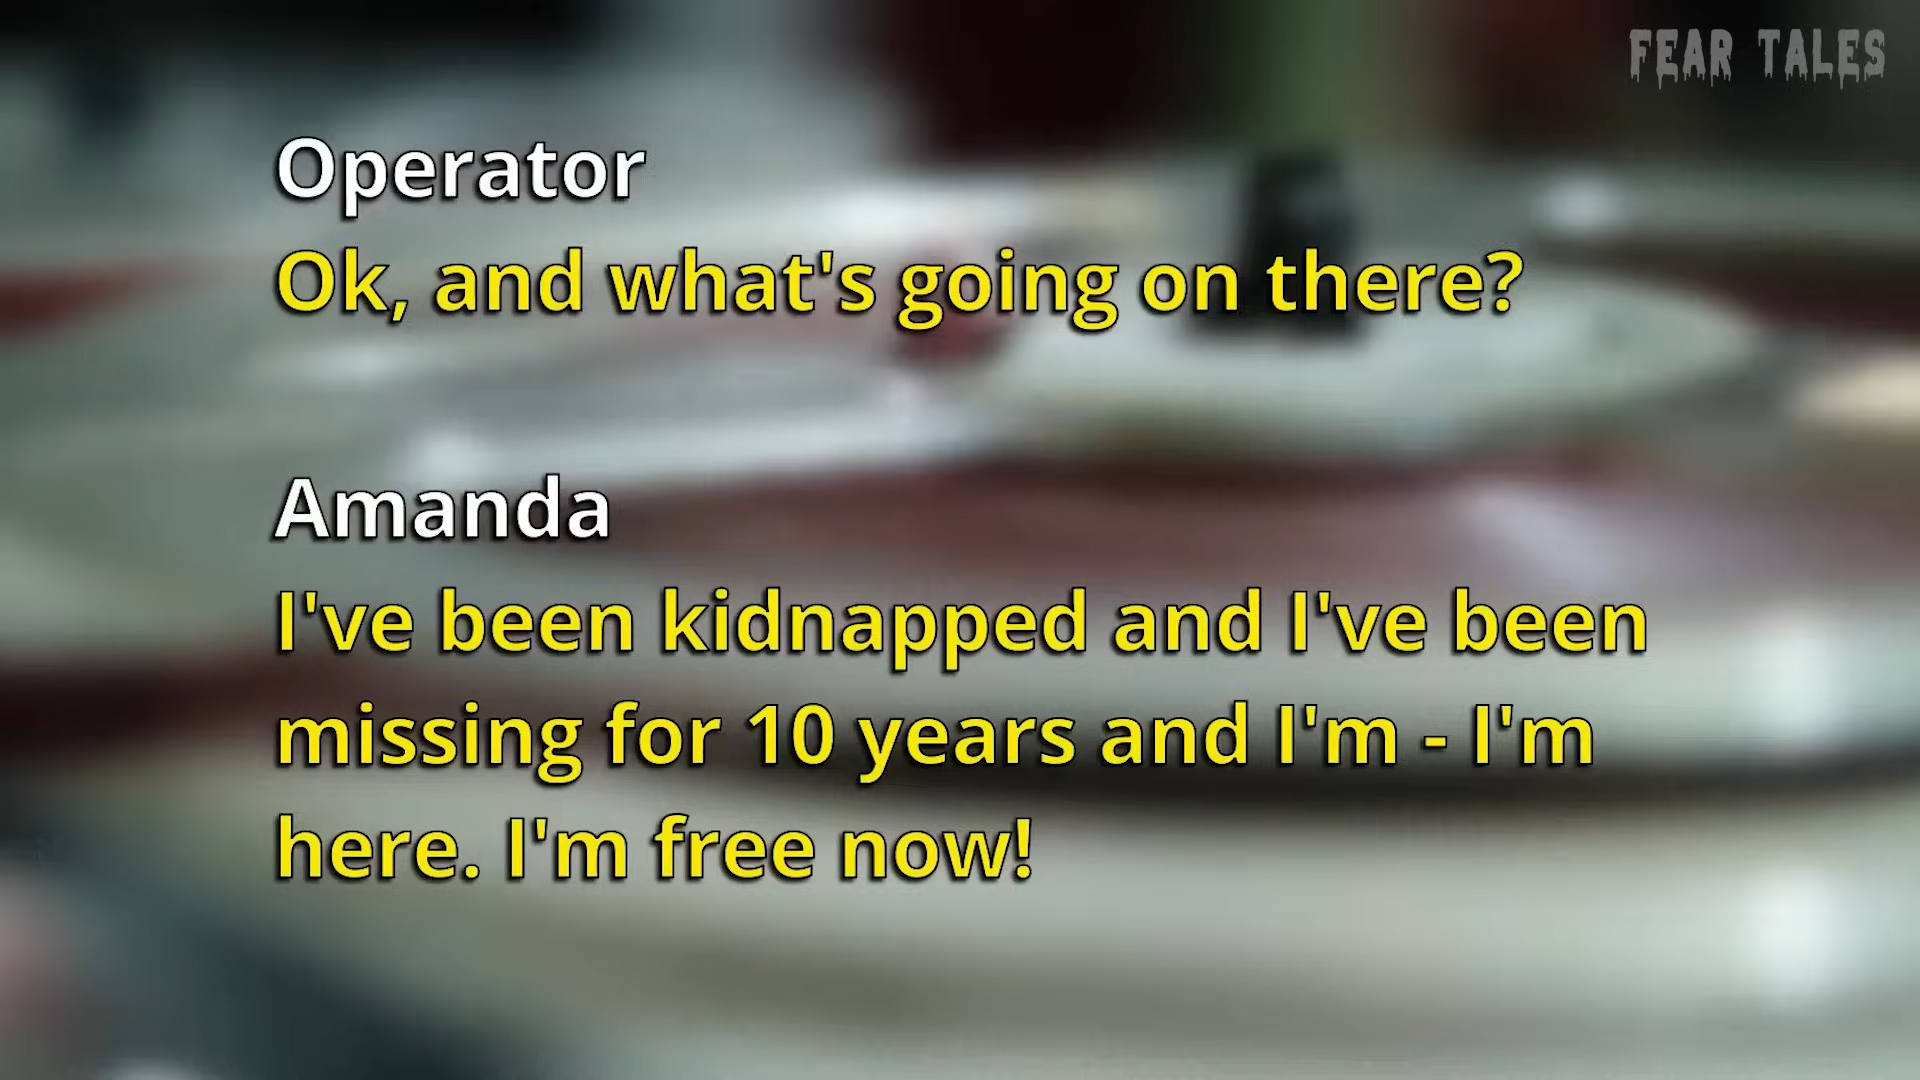 FEAR TALES
Operator
Ok, and what's going on there?
Amanda
I've been kidnapped and I've been
missing for 10 years and I'm - I'm
here. I'm free now!